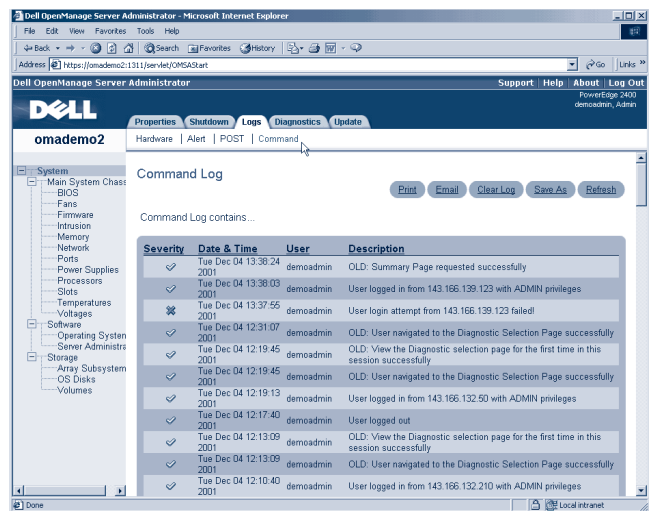 Dell OpenManage Server Administrator - Microsoft Internet Explorer
File Edit View Favorites Tools Help
Back Search Favorites History
Address https://omademo2:1311/servlet/OMSAStart Go Links »
Dell OpenManage Server Administrator Support Help About Log Out
PowerEdge 2400
demoadmin, Admin
DELL
Properties Shutdown Logs Diagnostics Update
omademo2 Hardware | Alert | POST | Command
System
Main System Chass
BIOS
Fans
Firmware
Intrusion
Memory
Network
Ports
Power Supplies
Processors
Slots
Temperatures
Voltages
Software
Operating System
Server Administra
Storage
Array Subsystem
OS Disks
Volumes
Command Log
Print Email Clear Log Save As Refresh
Command Log contains...
Severity Date & Time User Description
Tue Dec 04 13:38:24
2001 demoadmin OLD: Summary Page requested successfully
Tue Dec 04 13:38:03
2001 demoadmin User logged in from 143.166.139.123 with ADMIN privileges
Tue Dec 04 13:37:55
2001 demoadmin User login attempt from 143.166.139.123 failed!
Tue Dec 04 12:31:07
2001 demoadmin OLD: User navigated to the Diagnostic Selection Page successfully
Tue Dec 04 12:19:45
2001 demoadmin OLD: View the Diagnostic selection page for the first time in this
session successfully
Tue Dec 04 12:19:45
2001 demoadmin OLD: User navigated to the Diagnostic Selection Page successfully
Tue Dec 04 12:19:13
2001 demoadmin User logged in from 143.166.132.50 with ADMIN privileges
Tue Dec 04 12:17:40
2001 demoadmin User logged out
Tue Dec 04 12:13:09
2001 demoadmin OLD: View the Diagnostic selection page for the first time in this
session successfully
Tue Dec 04 12:13:09
2001 demoadmin OLD: User navigated to the Diagnostic Selection Page successfully
Tue Dec 04 12:10:40
2001 demoadmin User logged in from 143.166.132.210 with ADMIN privileges
Done Local intranet